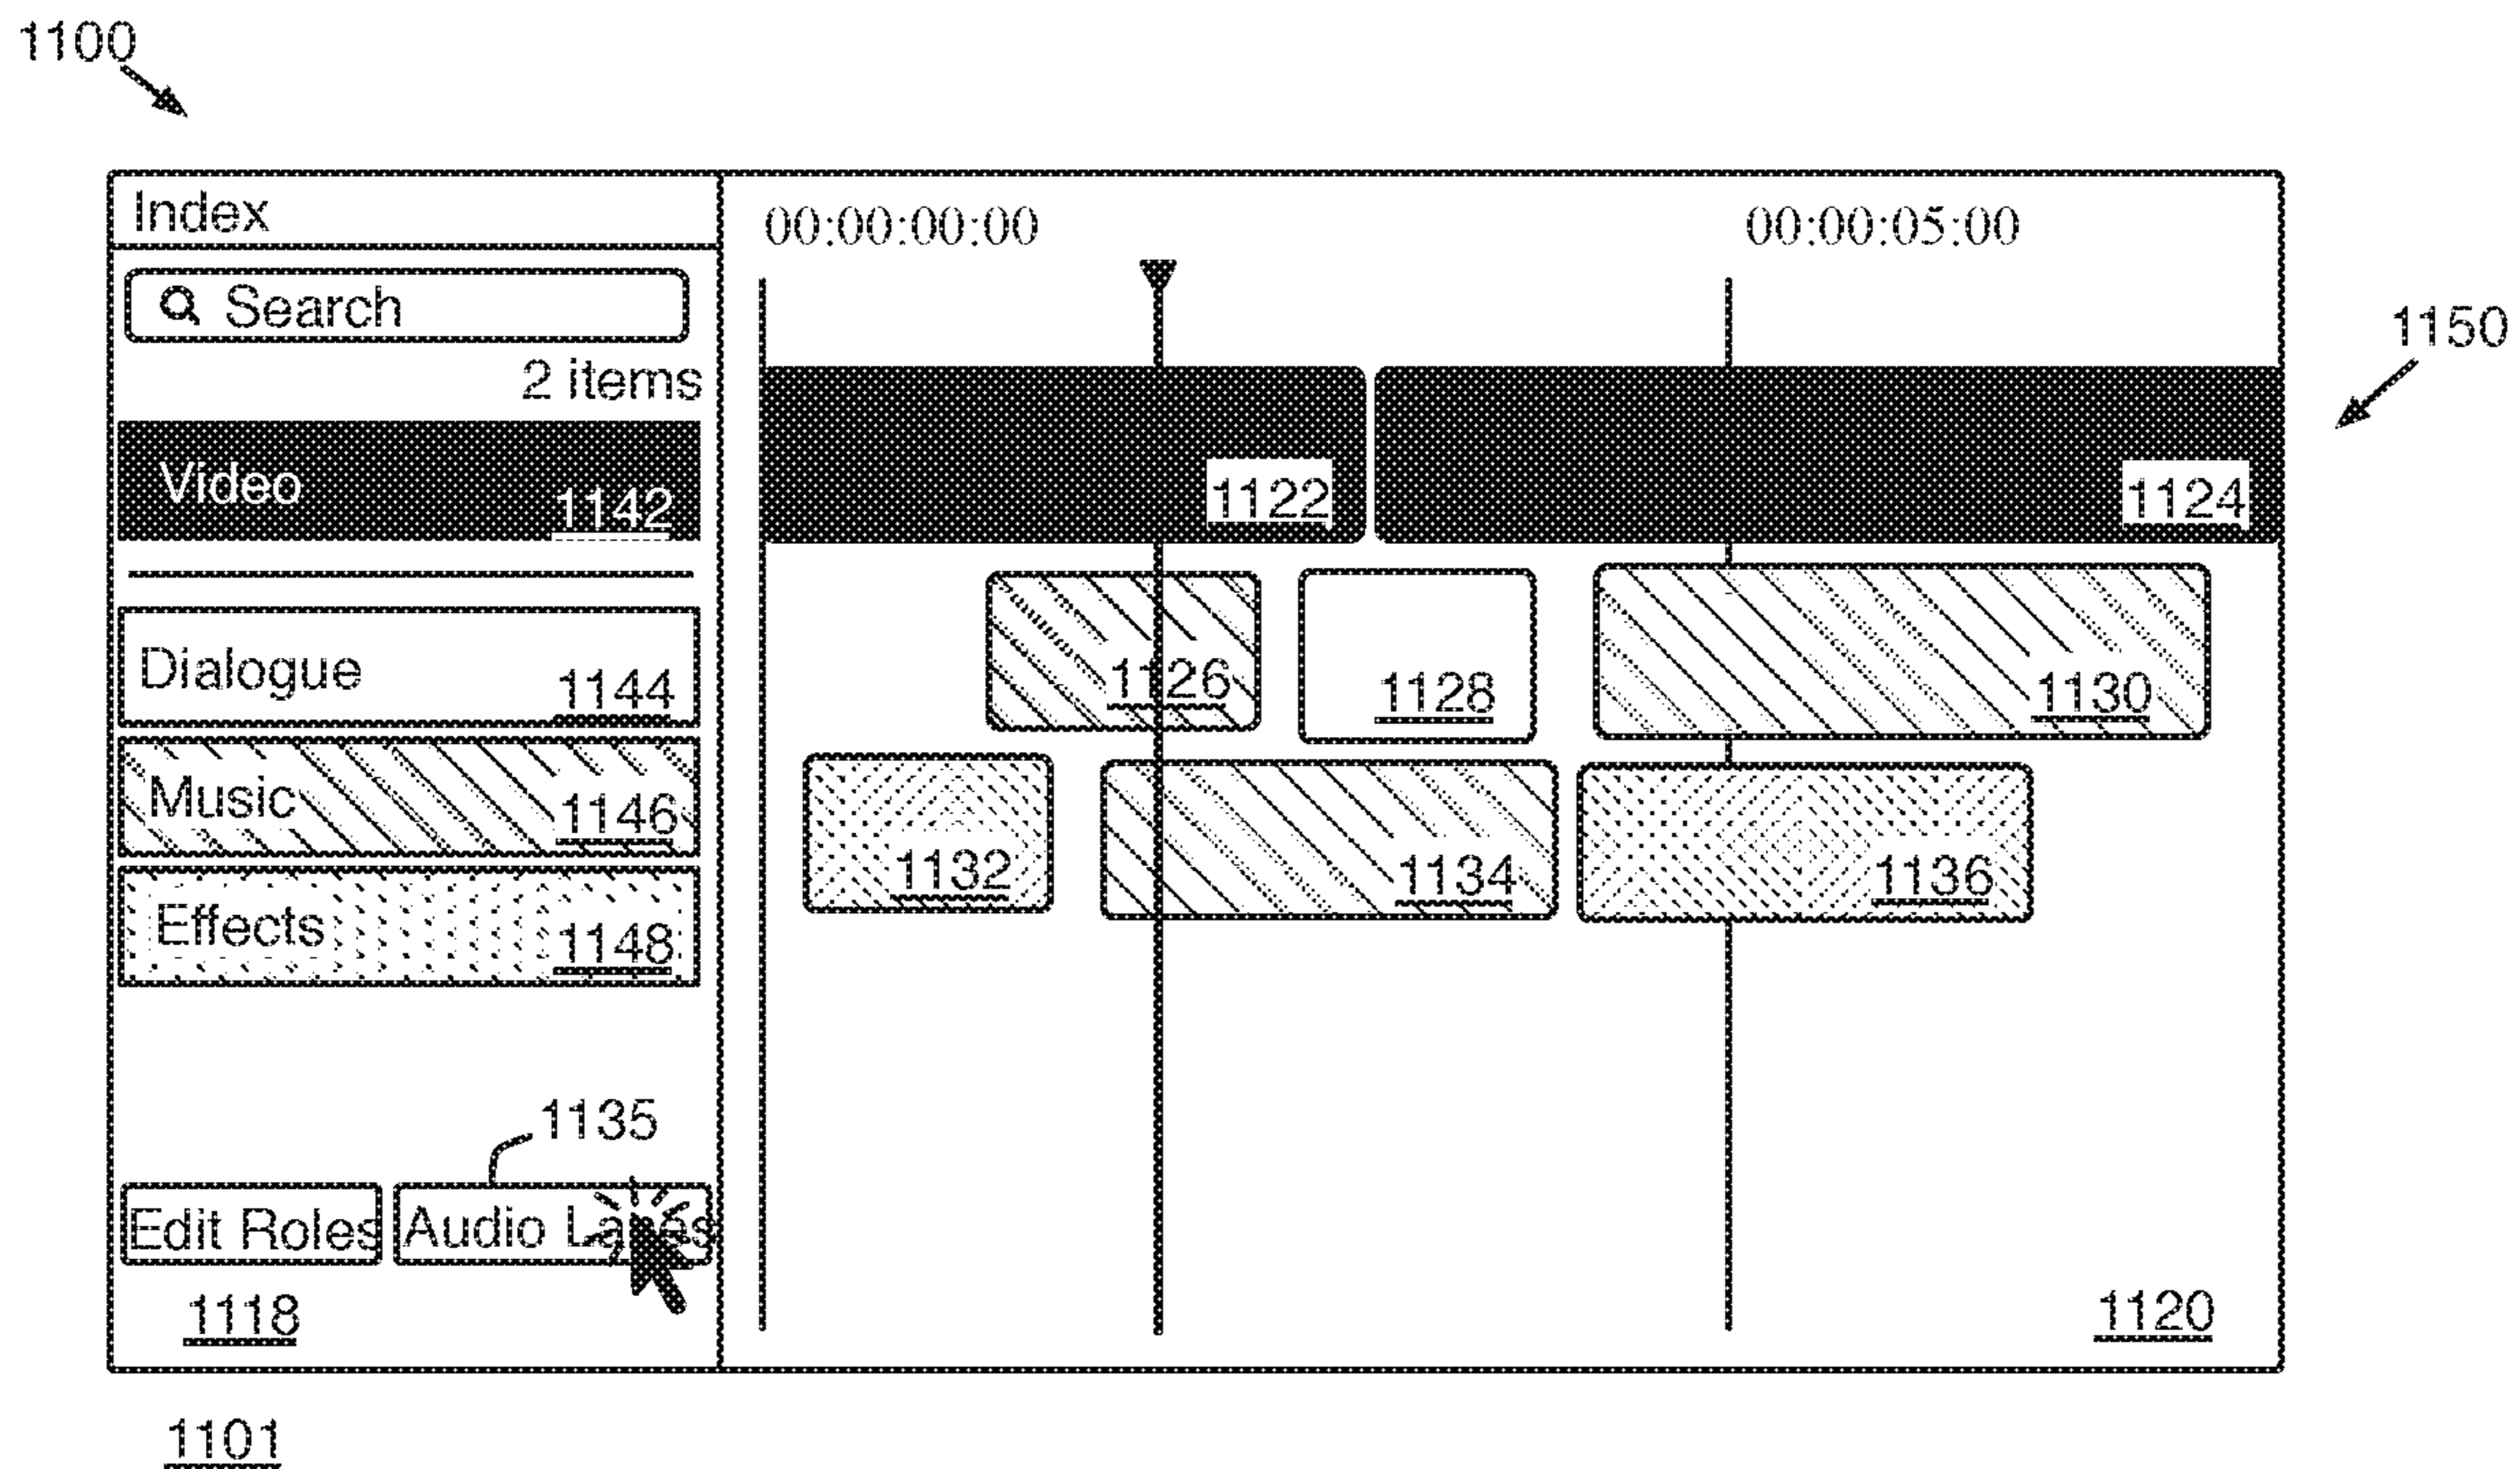 1100
Index
00:00:00:00
00:00:05:00
Search
1150
2 items
Video
1142
1122
1124
Dialogue
1144
1126
1128
1130
Music
1146
1132
1134
1136
Effects
1148
1135
Edit Roles
Audio Lanes
1118
1120
1101